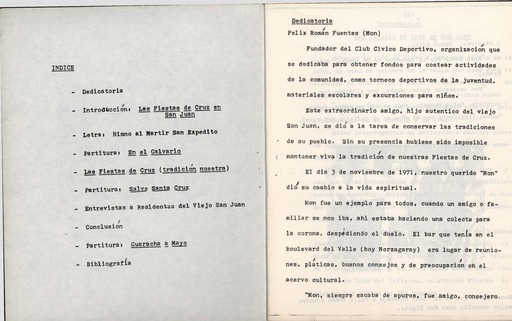 INDICE
- Dedicatoria
- Introdución: Las Fiestas de Cruz en
San Juan
- Letra: Himno al Martir San Expedito
- Partitura: En el Calvario
- Las Fiestas de Cruz (tradición nuestra)
- Partitura: Salve Santa Cruz
- Entrevistas a Residentes del Viejo San Juan
- Conclusión
- Partitura: Guaracha a Mayo
- Bibliografía
Dedicatoria
Felix Román Fuentes (Mon)
Fundador del Club Cívico Deportivo, organización que
se dedicaba para obtener fondos para costear actividades
de la comunidad, como torneos deportivos de la juventud,
materiales escolares y excursiones para niños.
Este extraordinario amigo, hijo autentico del viejo
San Juan, se dió a la tarea de conservar las tradiciones
de su pueblo. Sin su presencia hubiese sido imposible
mantener viva la tradición de nuestras Fiestas de Cruz.
El dia 3 de noviembre de 1971, nuestro querido "Mon"
dió su cambio a la vida espiritual.
Mon fue un ejemplo para todos, cuando un amigo o fa-
miliar se nos iba, ahi estaba haciendo una colecta para
la corona, despidiendo el duelo. El bar que tenía en el
Boulevard del Valle (hoy Norzagaray) era lugar de reunio-
nes, pláticas, buenos consejos y de preocupación en el
acervo cultural.
"Mon, siempre sacaba de apuros, fue amigo, consejero.